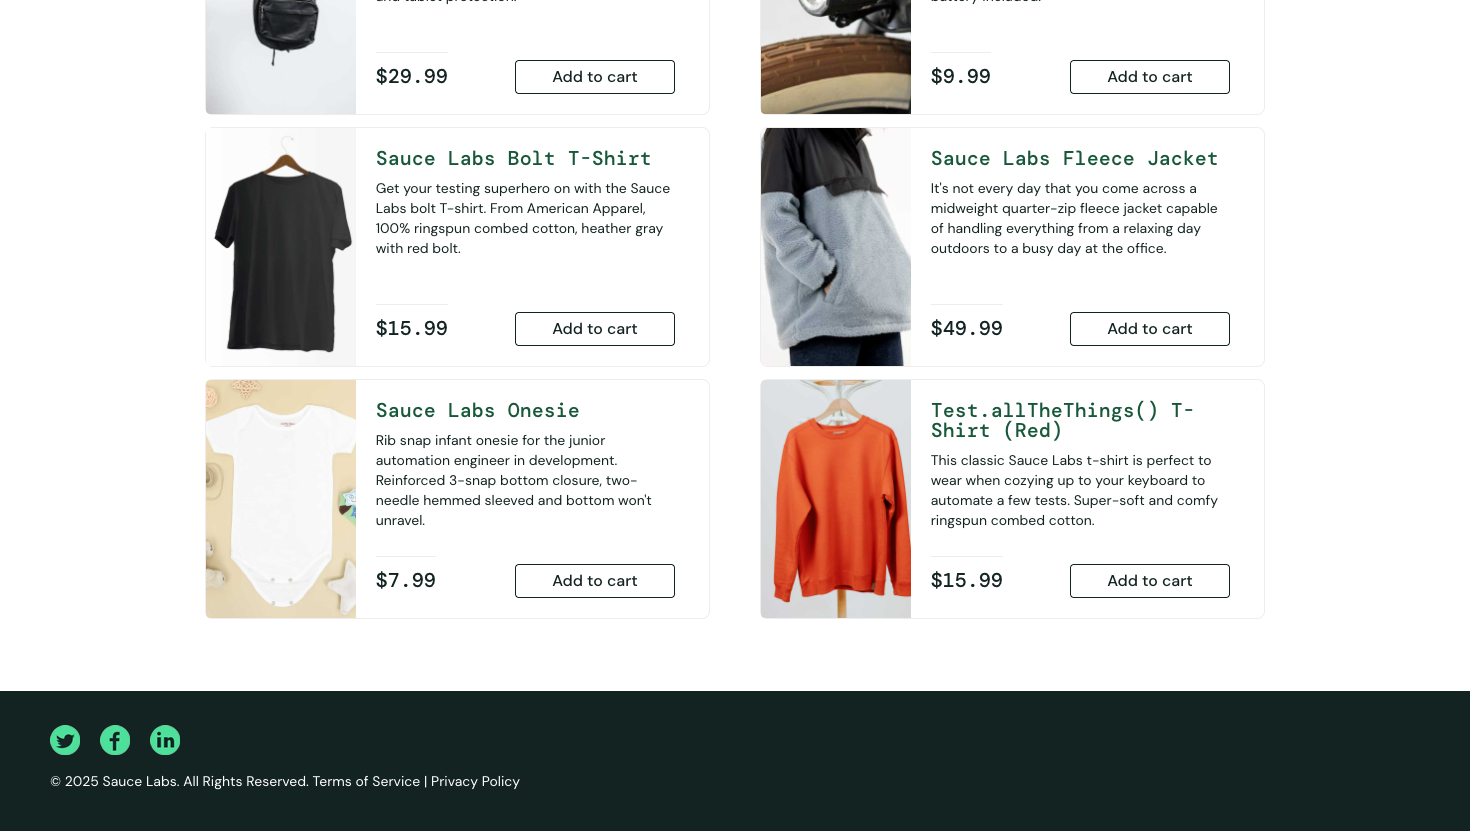 and tablet protection.
$29.99
Add to cart
battery included.
$9.99
Add to cart
Sauce Labs Bolt T-Shirt
Get your testing superhero on with the Sauce
Labs bolt T-shirt. From American Apparel,
100% ringspun combed cotton, heather gray
with red bolt.
$15.99
Add to cart
Sauce Labs Fleece Jacket
It's not every day that you come across a
midweight quarter-zip fleece jacket capable
of handling everything from a relaxing day
outdoors to a busy day at the office.
$49.99
Add to cart
Sauce Labs Onesie
Rib snap infant onesie for the junior
automation engineer in development.
Reinforced 3-snap bottom closure, two-
needle hemmed sleeved and bottom won't
unravel.
$7.99
Add to cart
Test.allTheThings() T-
Shirt (Red)
This classic Sauce Labs t-shirt is perfect to
wear when cozying up to your keyboard to
automate a few tests. Super-soft and comfy
ringspun combed cotton.
$15.99
Add to cart
© 2025 Sauce Labs. All Rights Reserved. Terms of Service | Privacy Policy